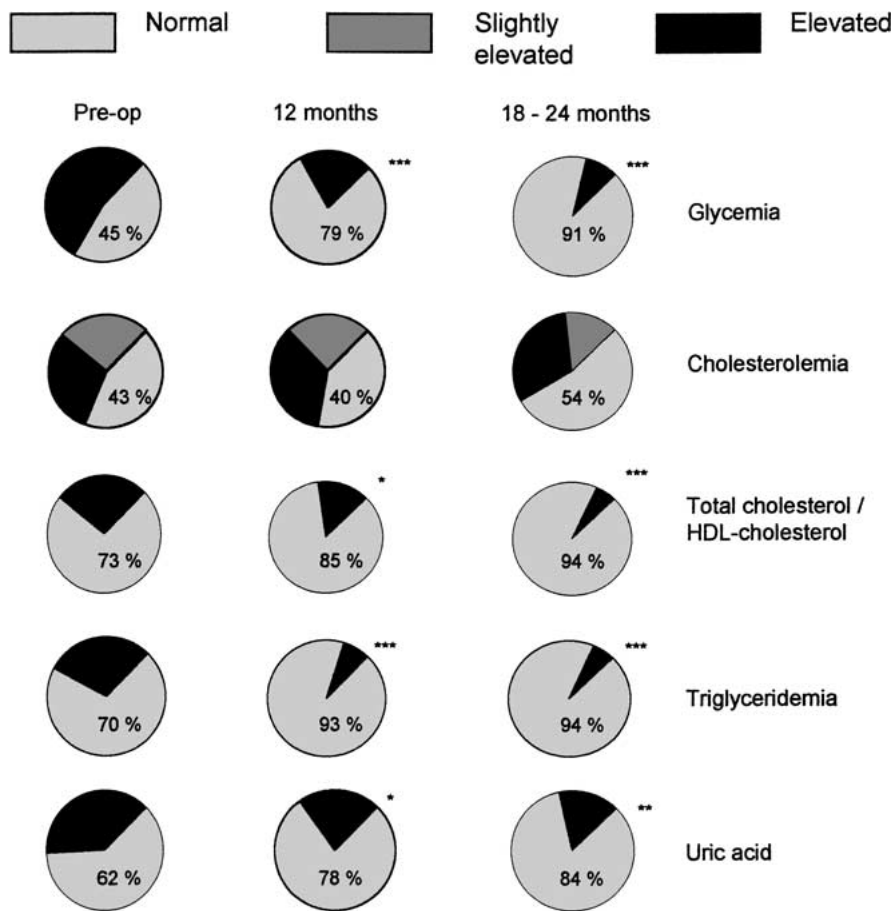 Normal
Slightly
elevated
Elevated
Pre-op
12 months
18 - 24 months
***
***
45 %
79 %
91 %
Glycemia
43 %
40 %
54 %
Cholesterolemia
*
***
73 %
85 %
94 %
Total cholesterol /
HDL-cholesterol
***
***
70 %
93 %
94 %
Triglyceridemia
*
**
62 %
78 %
84 %
Uric acid